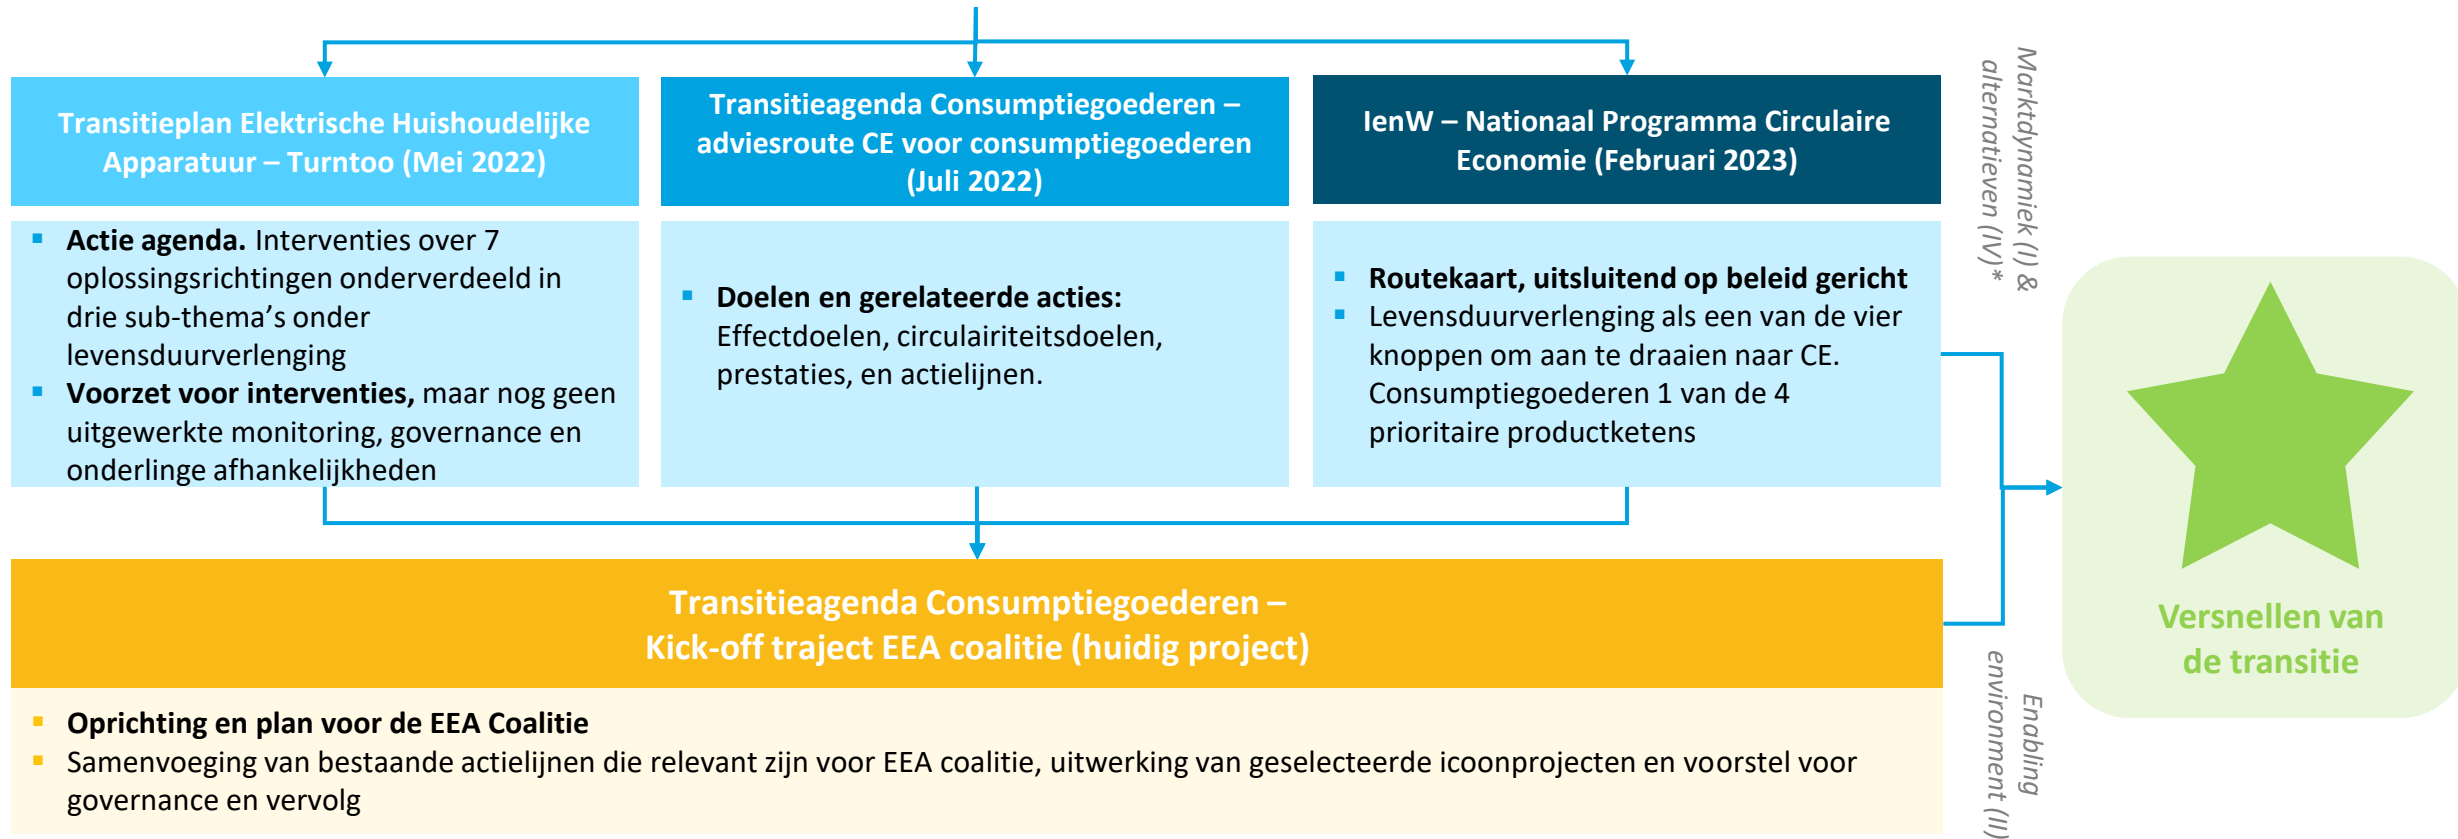 Transitieplan Elektrische Huishoudelijke
Apparatuur – Turntoo (Mei 2022)
▪ Actie agenda. Interventies over 7
oplossingsrichtingen onderverdeeld in
drie sub-thema’s onder
levensduurverlenging
▪ Voorzet voor interventies, maar nog geen
uitgewerkte monitoring, governance en
onderlinge afhankelijkheden
Transitieagenda Consumptiegoederen –
adviesroute CE voor consumptiegoederen
(Juli 2022)
▪ Doelen en gerelateerde acties:
Effectdoelen, circulairiteitsdoelen,
prestaties, en actielijnen.
IenW – Nationaal Programma Circulaire
Economie (Februari 2023)
▪ Routekaart, uitsluitend op beleid gericht
▪ Levensduurverlenging als een van de vier
knoppen om aan te draaien naar CE.
Consumptiegoederen 1 van de 4
prioritaire productketens
Marktdynamiek (I) &
alternatieven (IV)*
Transitieagenda Consumptiegoederen –
Kick-off traject EEA coalitie (huidig project)
▪ Oprichting en plan voor de EEA Coalitie
▪ Samenvoeging van bestaande actielijnen die relevant zijn voor EEA coalitie, uitwerking van geselecteerde icoonprojecten en voorstel voor
governance en vervolg
Enabling
environment (II)
Versnellen van
de transitie